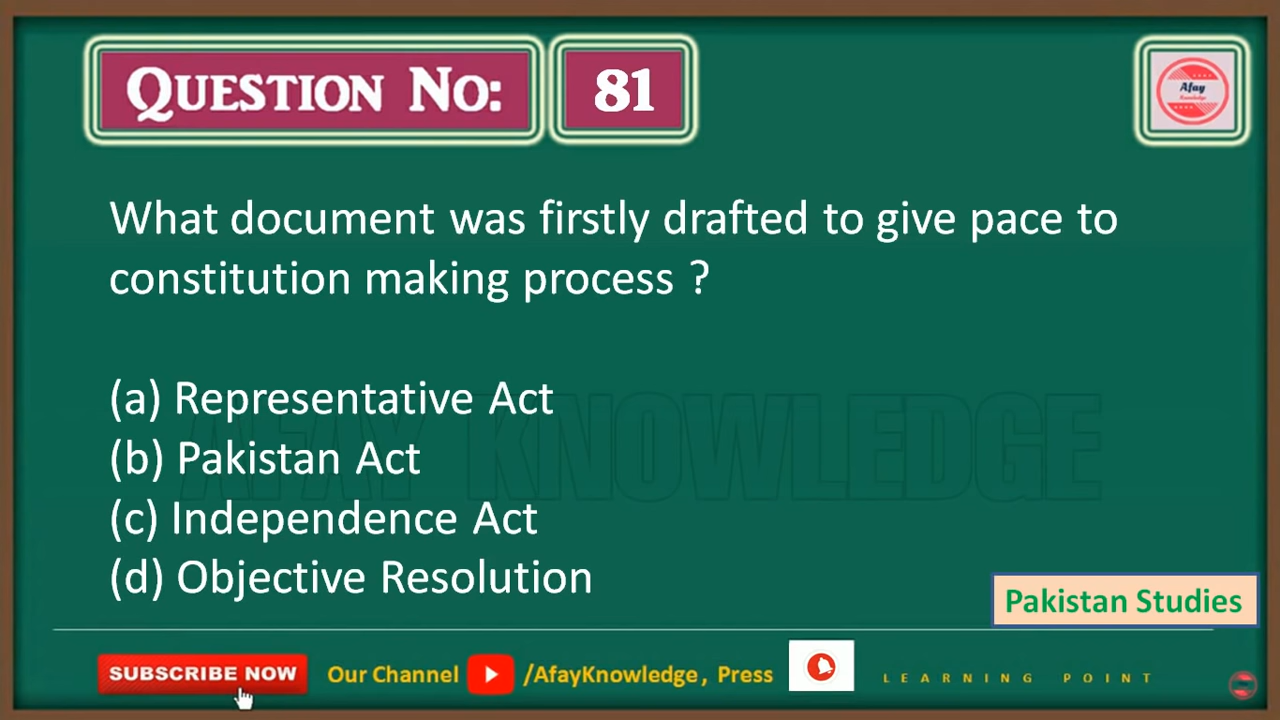 QUESTION NO: 81
Afay
Knowledge
What document was firstly drafted to give pace to
constitution making process ?
(a) Representative Act
(b) Pakistan Act
(c) Independence Act
(d) Objective Resolution
AFAY KNOWLEDGE
Pakistan Studies
SUBSCRIBE NOW Our Channel /AfayKnowledge, Press LEARNING POINT